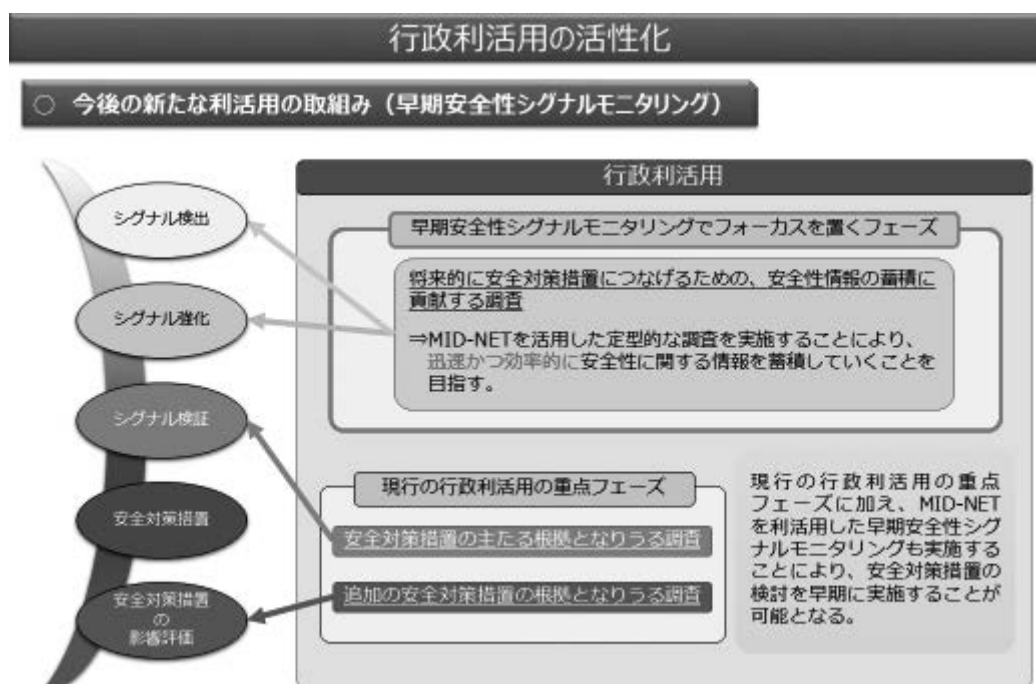 行政利活用の活性化
○ 今後の新たな利活用の取組み（早期安全性シグナルモニタリング）
シグナル検出
シグナル強化
シグナル検証
安全対策措置
安全対策措置
の
影響評価
行政利活用
早期安全性シグナルモニタリングでフォーカスを置くフェーズ
将来的に安全対策措置につなげるための、安全性情報の蓄積に
貢献する調査
⇒MID-NETを活用した定型的な調査を実施することにより、
迅速かつ効率的に安全性に関する情報を蓄積していくことを
目指す。
現行の行政利活用の重点フェーズ
安全対策措置の主たる根拠となりうる調査
追加の安全対策措置の根拠となりうる調査
現行の行政利活用の重点
フェーズに加え、MID-NET
を利活用した早期安全性シグ
ナルモニタリングも実施する
ことにより、安全対策措置の
検討を早期に実施することが
可能となる。